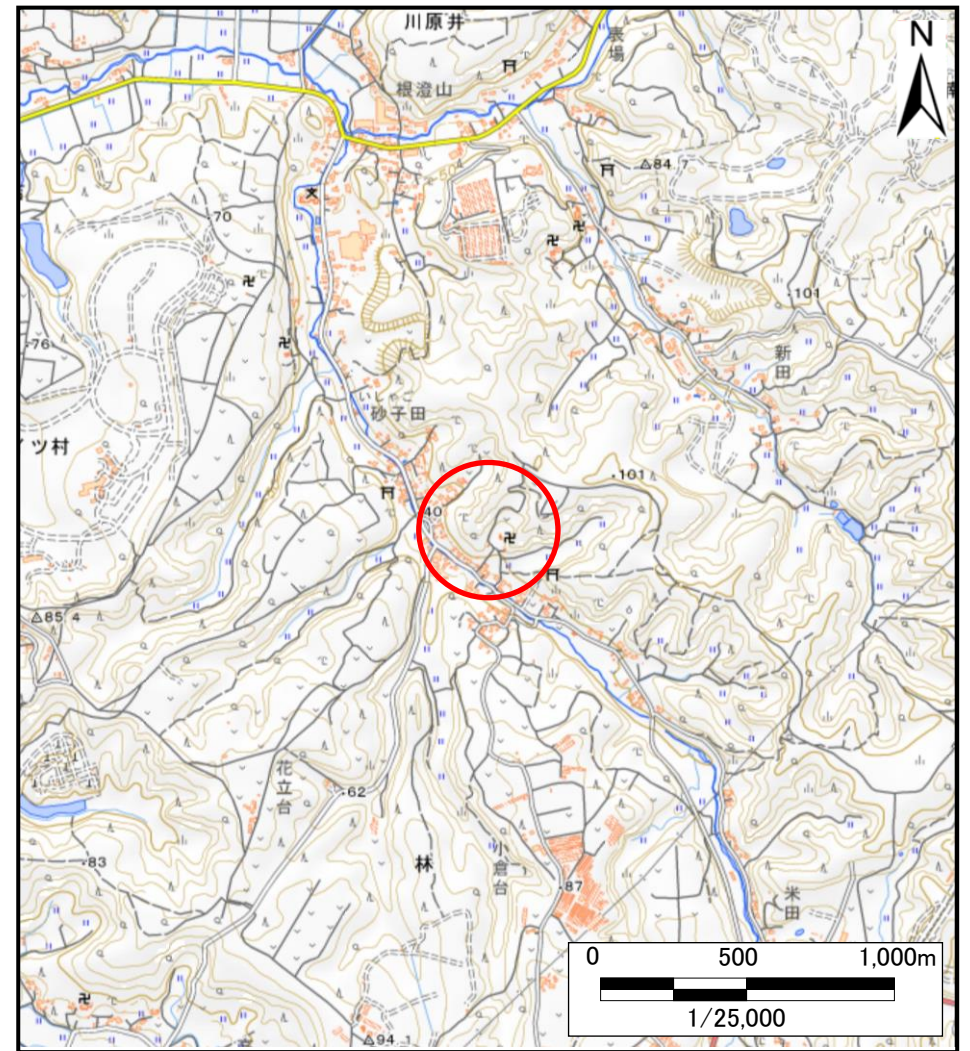 川原井
表場
N
根澄山
84.7
70
101
76
新田
いしゃご
砂子田
ツ村
101
40
85.4
花立台
62
83
林
小倉台
87
米田
94.1
0 500 1,000m
1/25,000